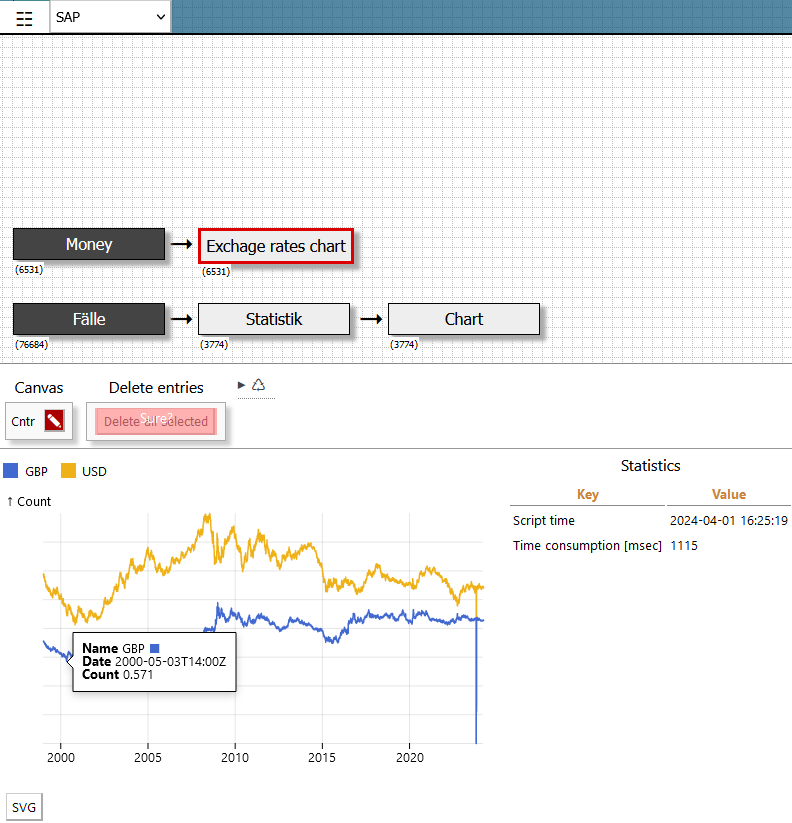 SAP
Money
Exchage rates chart
(6531)
(6531)
Fälle
Statistik
Chart
(76684)
(3774)
(3774)
Canvas
Delete entries
Cntr
Delete all selected
Sure?
GBP
USD
↑ Count
Name GBP
Date 2000-05-03T14:00Z
Count 0.571
2000
2005
2010
2015
2020
Statistics
Key Value
Script time 2024-04-01 16:25:19
Time consumption [msec] 1115
SVG